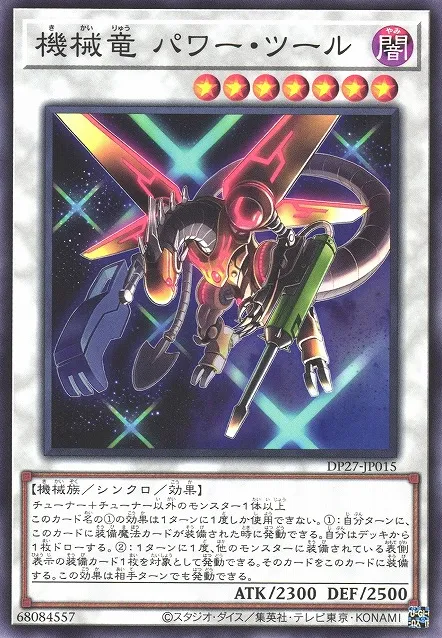 機械竜 パワー・ツール
闇
DP27-JP015
【機械族／シンクロ／効果】
チューナー＋チューナー以外のモンスター1体以上
このカード名の①の効果は1ターンに1度しか使用できない。①：自分ターンに、
このカードに装備魔法カードが装備された時に発動できる。自分はデッキから
1枚ドローする。②：1ターンに1度、他のモンスターに装備されている表側
表示の装備カード1枚を対象として発動できる。そのカードをこのカードに装備
する。この効果は相手ターンでも発動できる。
ATK/2300 DEF/2500
68084557
©スタジオ・ダイス／集英社・テレビ東京・KONAMI